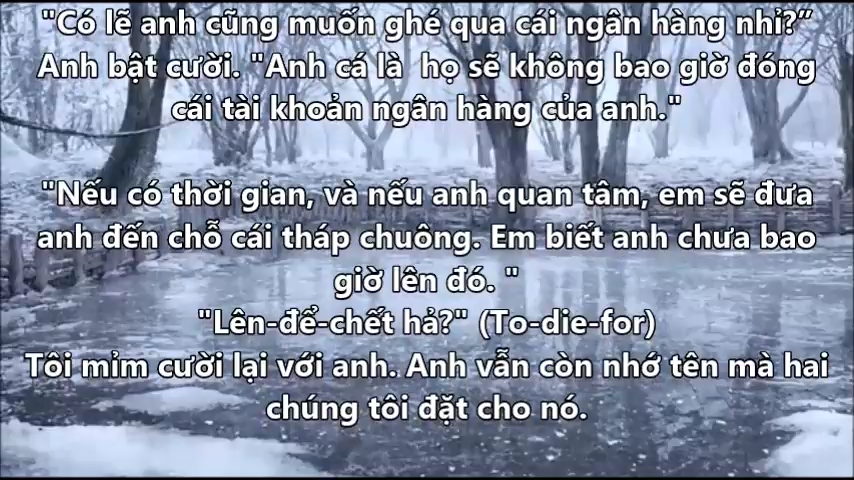 "Có lẽ anh cũng muốn ghé qua cái ngân hàng nhỉ?”
Anh bật cười. "Anh cá là  họ sẽ không bao giờ đóng
cái tài khoản ngân hàng của anh."
"Nếu có thời gian, và nếu anh quan tâm, em sẽ đưa
anh đến chỗ cái tháp chuông. Em biết anh chưa bao
giờ lên đó. "
"Lên-để-chết hả?" (To-die-for)
Tôi mỉm cười lại với anh. Anh vẫn còn nhớ tên mà hai
chúng tôi đặt cho nó.